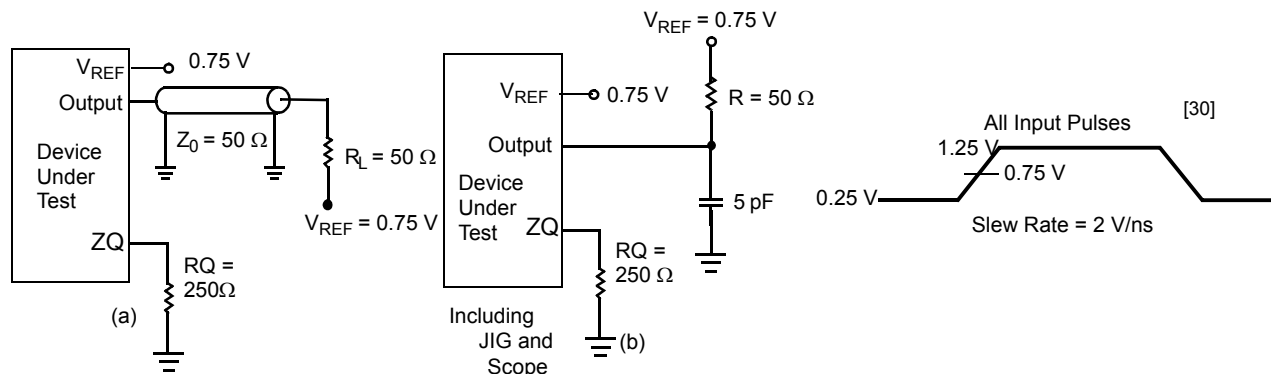 V_REF
0.75 V
Output
Z_0 = 50 Ω
Device
Under
Test
R_L = 50 Ω
V_REF = 0.75 V
ZQ
RQ =
250Ω
(a)
V_REF = 0.75 V
R = 50 Ω
V_REF
0.75 V
Output
Device
Under
Test
5 pF
ZQ
RQ =
250 Ω
Including
JIG and
Scope
(b)
[30]
All Input Pulses
1.25 V
0.75 V
0.25 V
Slew Rate = 2 V/ns